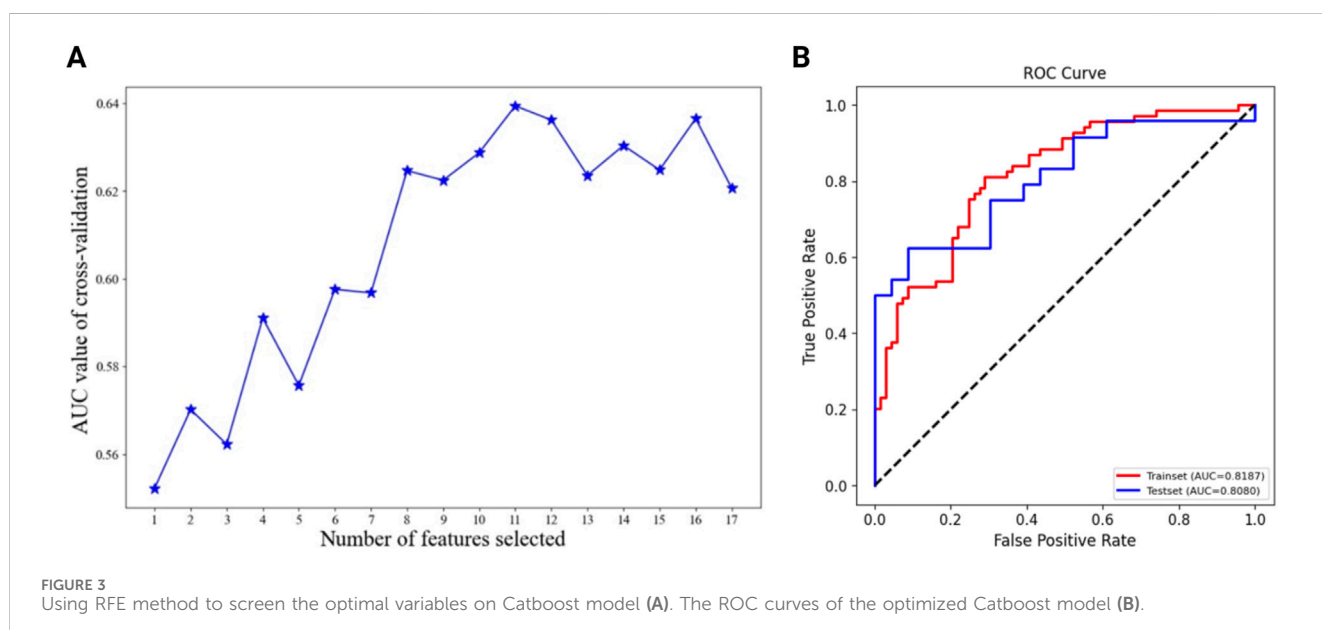 A
0.64
0.62
0.60
0.58
0.56
AUC value of cross-validation
1 2 3 4 5 6 7 8 9 10 11 12 13 14 15 16 17
Number of features selected
B
ROC Curve
1.0
0.8
0.6
0.4
0.2
0.0
True Positive Rate
Trainset (AUC=0.8187)
Testset (AUC=0.8080)
0.0 0.2 0.4 0.6 0.8 1.0
False Positive Rate
FIGURE 3
Using RFE method to screen the optimal variables on Catboost model (A). The ROC curves of the optimized Catboost model (B).